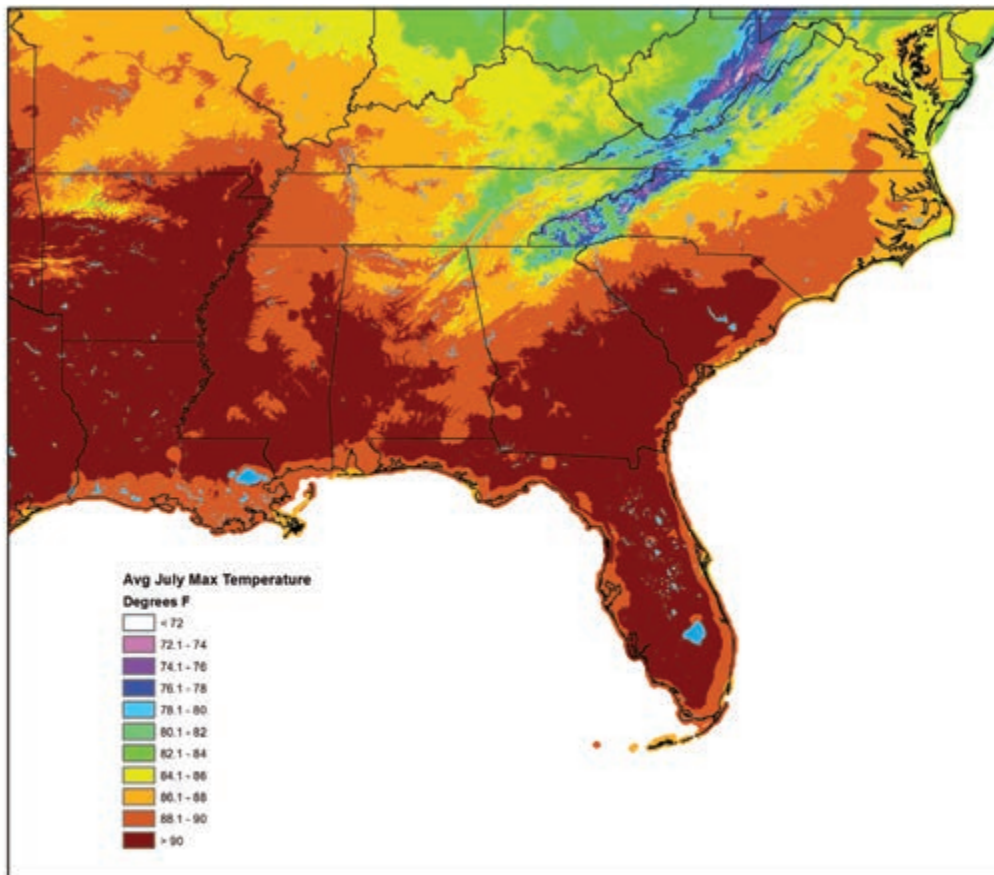 Avg July Max Temperature
Degrees F
< 72
72.1 - 74
74.1 - 76
76.1 - 78
78.1 - 80
80.1 - 82
82.1 - 84
84.1 - 86
86.1 - 88
88.1 - 90
> 90